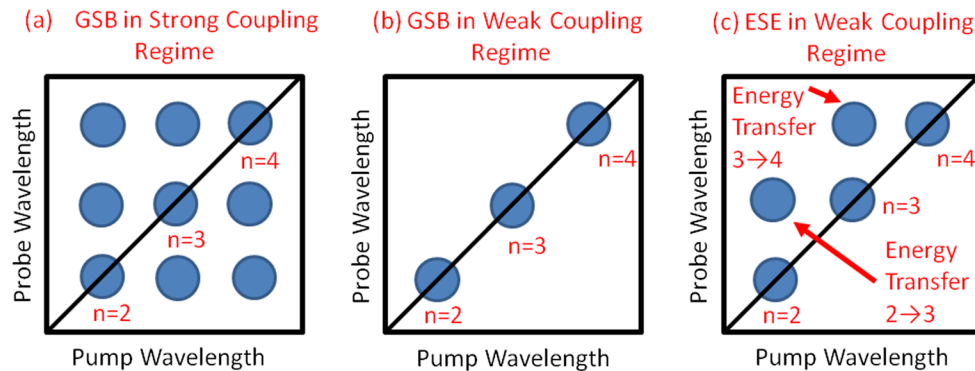 (a) GSB in Strong Coupling
Regime
Probe Wavelength
n=4
n=3
n=2
Pump Wavelength
(b) GSB in Weak Coupling
Regime
Probe Wavelength
n=4
n=3
n=2
Pump Wavelength
(c) ESE in Weak Coupling
Regime
Probe Wavelength
Energy
Transfer
3→4
n=4
n=3
Energy
Transfer
2→3
n=2
Pump Wavelength